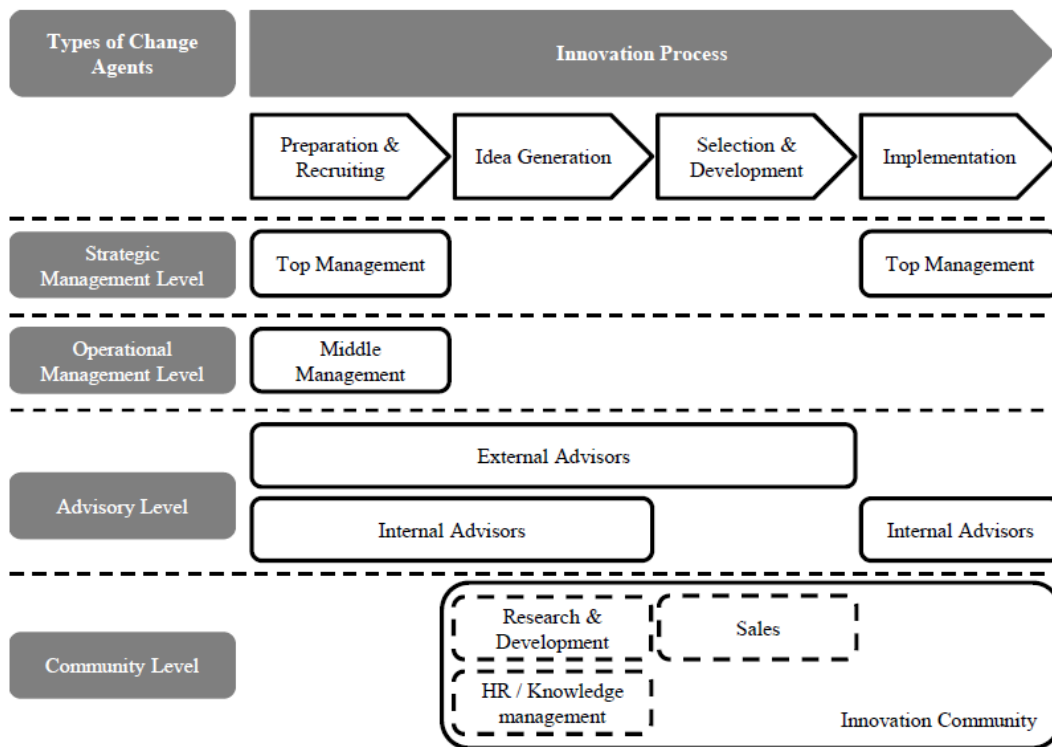 Types of Change
Agents
Innovation Process
Preparation &
Recruiting
Idea Generation
Selection &
Development
Implementation
Strategic
Management Level
Top Management
Top Management
Operational
Management Level
Middle
Management
External Advisors
Advisory Level
Internal Advisors
Internal Advisors
Research &
Development
Sales
Community Level
HR / Knowledge
management
Innovation Community